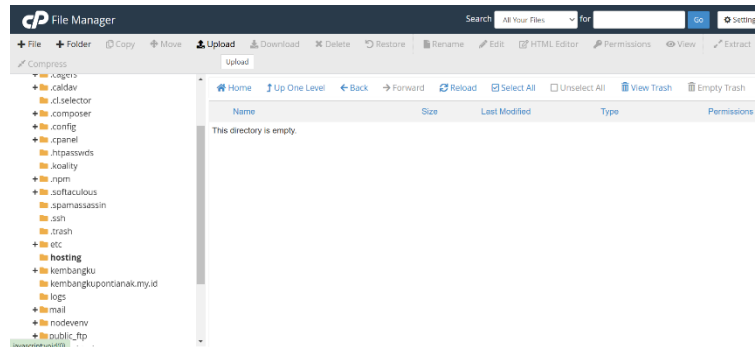 cP File Manager Search All Your Files for Go Setting
+ File + Folder Copy Move Upload Download Delete Restore Rename Edit HTML Editor Permissions View Extract
Compress Upload
.cagefs
.caldav
.cl.selector
.composer
.config
.cpanel
.htpasswds
.koality
.npm
.softaculous
.spamassassin
.ssh
.trash
etc
hosting
kembangku
kembangkupontianak.my.id
logs
mail
nodevenv
public_ftp
Home Up One Level Back Forward Reload Select All Unselect All View Trash Empty Trash
Name Size Last Modified Type Permissions
This directory is empty.